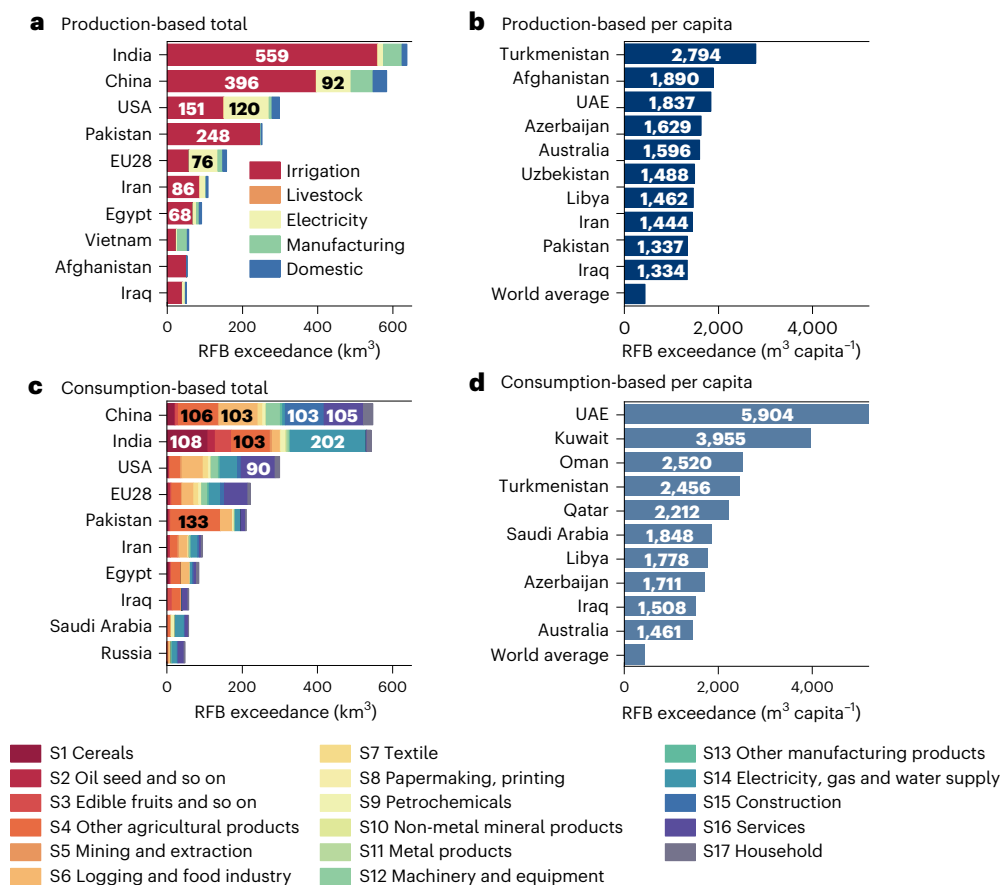 a Production-based total
India
559
China
396 92
USA
151 120
Pakistan
248
EU28
76
Iran
86
Egypt
68
Vietnam
Afghanistan
Iraq
Irrigation
Livestock
Electricity
Manufacturing
Domestic
0 200 400 600
RFB exceedance (km³)
b Production-based per capita
Turkmenistan
2,794
Afghanistan
1,890
UAE
1,837
Azerbaijan
1,629
Australia
1,596
Uzbekistan
1,488
Libya
1,462
Iran
1,444
Pakistan
1,337
Iraq
1,334
World average
0 2,000 4,000
RFB exceedance (m³ capita⁻¹)
c Consumption-based total
China
106 103 103 105
India
108 103 202
USA
90
EU28
Pakistan
133
Iran
Egypt
Iraq
Saudi Arabia
Russia
0 200 400 600
RFB exceedance (km³)
d Consumption-based per capita
UAE
5,904
Kuwait
3,955
Oman
2,520
Turkmenistan
2,456
Qatar
2,212
Saudi Arabia
1,848
Libya
1,778
Azerbaijan
1,711
Iraq
1,508
Australia
1,461
World average
0 2,000 4,000
RFB exceedance (m³ capita⁻¹)
S1 Cereals
S2 Oil seed and so on
S3 Edible fruits and so on
S4 Other agricultural products
S5 Mining and extraction
S6 Logging and food industry
S7 Textile
S8 Papermaking, printing
S9 Petrochemicals
S10 Non-metal mineral products
S11 Metal products
S12 Machinery and equipment
S13 Other manufacturing products
S14 Electricity, gas and water supply
S15 Construction
S16 Services
S17 Household